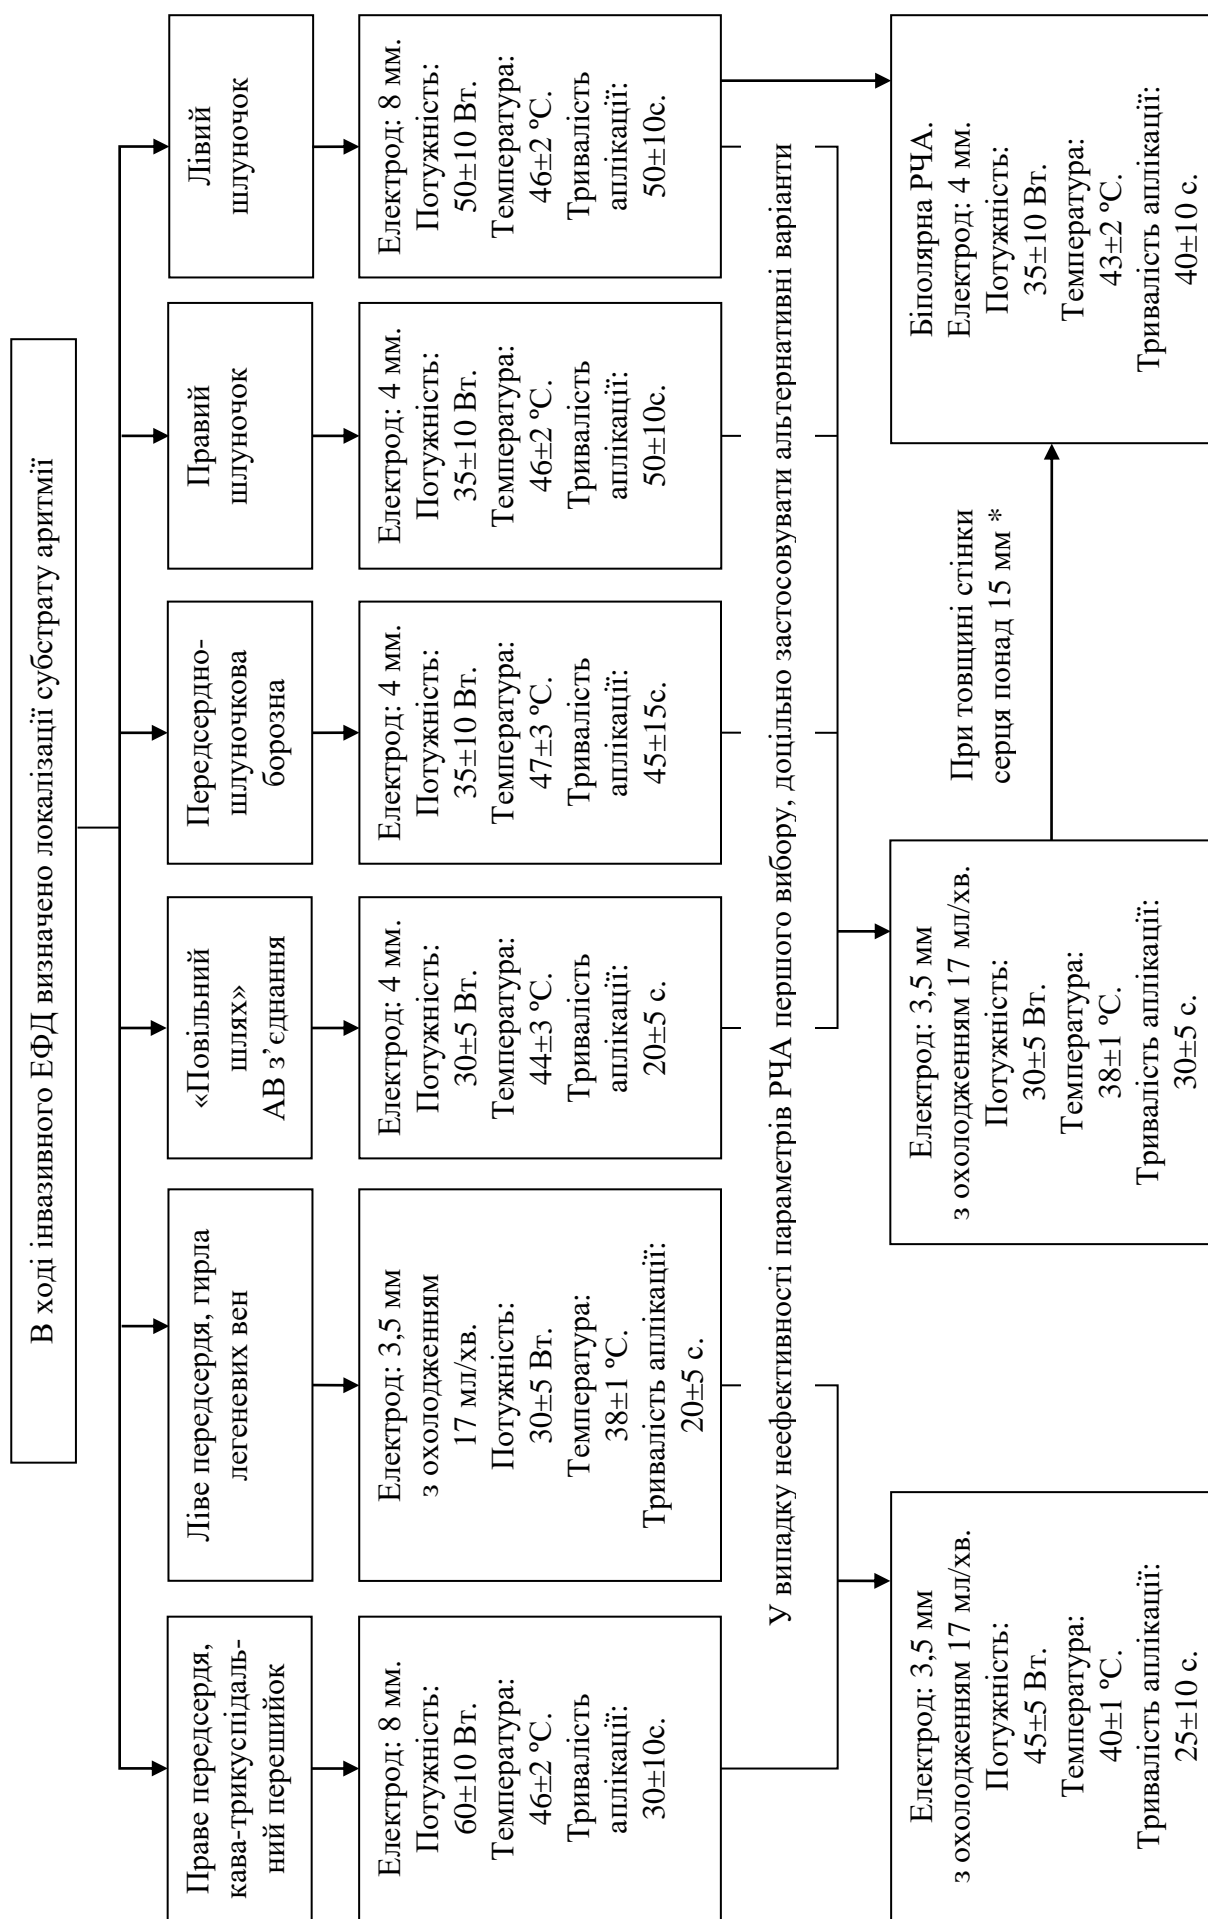 В ході інвазивного ЕФД визначено локалізації субстрату аритмії
Праве передсердя,
кава-трикуспідаль-
ний перешийок
Ліве передсердя, гирла
легеневих вен
«Повільний
шлях»
АВ з’єднання
Передсердно-
шлуночкова
борозна
Правий
шлуночок
Лівий
шлуночок
Електрод: 8 мм.
Потужність:
60±10 Вт.
Температура:
46±2 ºС.
Тривалість
аплікації:
30±10с.
Електрод: 3,5 мм
з охолодженням
17 мл/хв.
Потужність:
30±5 Вт.
Температура:
38±1 ºС.
Тривалість аплікації:
20±5 с.
Електрод: 4 мм.
Потужність:
30±5 Вт.
Температура:
44±3 ºС.
Тривалість
аплікації:
20±5 с.
Електрод: 4 мм.
Потужність:
35±10 Вт.
Температура:
47±3 ºС.
Тривалість
аплікації:
45±15с.
Електрод: 4 мм.
Потужність:
35±10 Вт.
Температура:
46±2 ºС.
Тривалість
аплікації:
50±10с.
Електрод: 8 мм.
Потужність:
50±10 Вт.
Температура:
46±2 ºС.
Тривалість
аплікації:
50±10с.
У випадку неефективності параметрів РЧА першого вибору, доцільно застосовувати альтернативні варіанти
Електрод: 3,5 мм
з охолодженням 17 мл/хв.
Потужність:
45±5 Вт.
Температура:
40±1 ºС.
Тривалість аплікації:
25±10 с.
Електрод: 3,5 мм
з охолодженням 17 мл/хв.
Потужність:
30±5 Вт.
Температура:
38±1 ºС.
Тривалість аплікації:
30±5 с.
При товщині стінки
серця понад 15 мм *
Біполярна РЧА.
Електрод: 4 мм.
Потужність:
35±10 Вт.
Температура:
43±2 ºС.
Тривалість аплікації:
40±10 с.